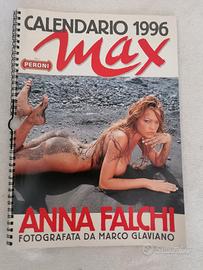 CALENDARIO 1996
PERONI
max
ANNA FALCHI
FOTOGRAFATA DA MARCO GLAVIANO